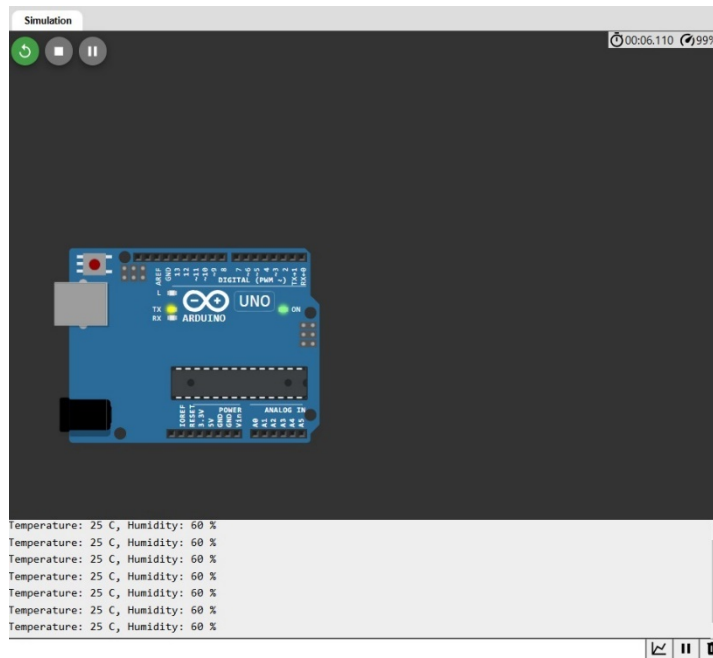 Simulation
00:06.110 99%
AREF
GND
13
12
~11
~10
~9
8
7
~6
~5
4
~3
2
TX→1
RX←0
DIGITAL (PWM ~)
L
TX
RX
UNO
ARDUINO
ON
IOREF
RESET
3.3V
5V
GND
GND
Vin
POWER
ANALOG IN
A0
A1
A2
A3
A4
A5
Temperature: 25 C, Humidity: 60 %
Temperature: 25 C, Humidity: 60 %
Temperature: 25 C, Humidity: 60 %
Temperature: 25 C, Humidity: 60 %
Temperature: 25 C, Humidity: 60 %
Temperature: 25 C, Humidity: 60 %
Temperature: 25 C, Humidity: 60 %